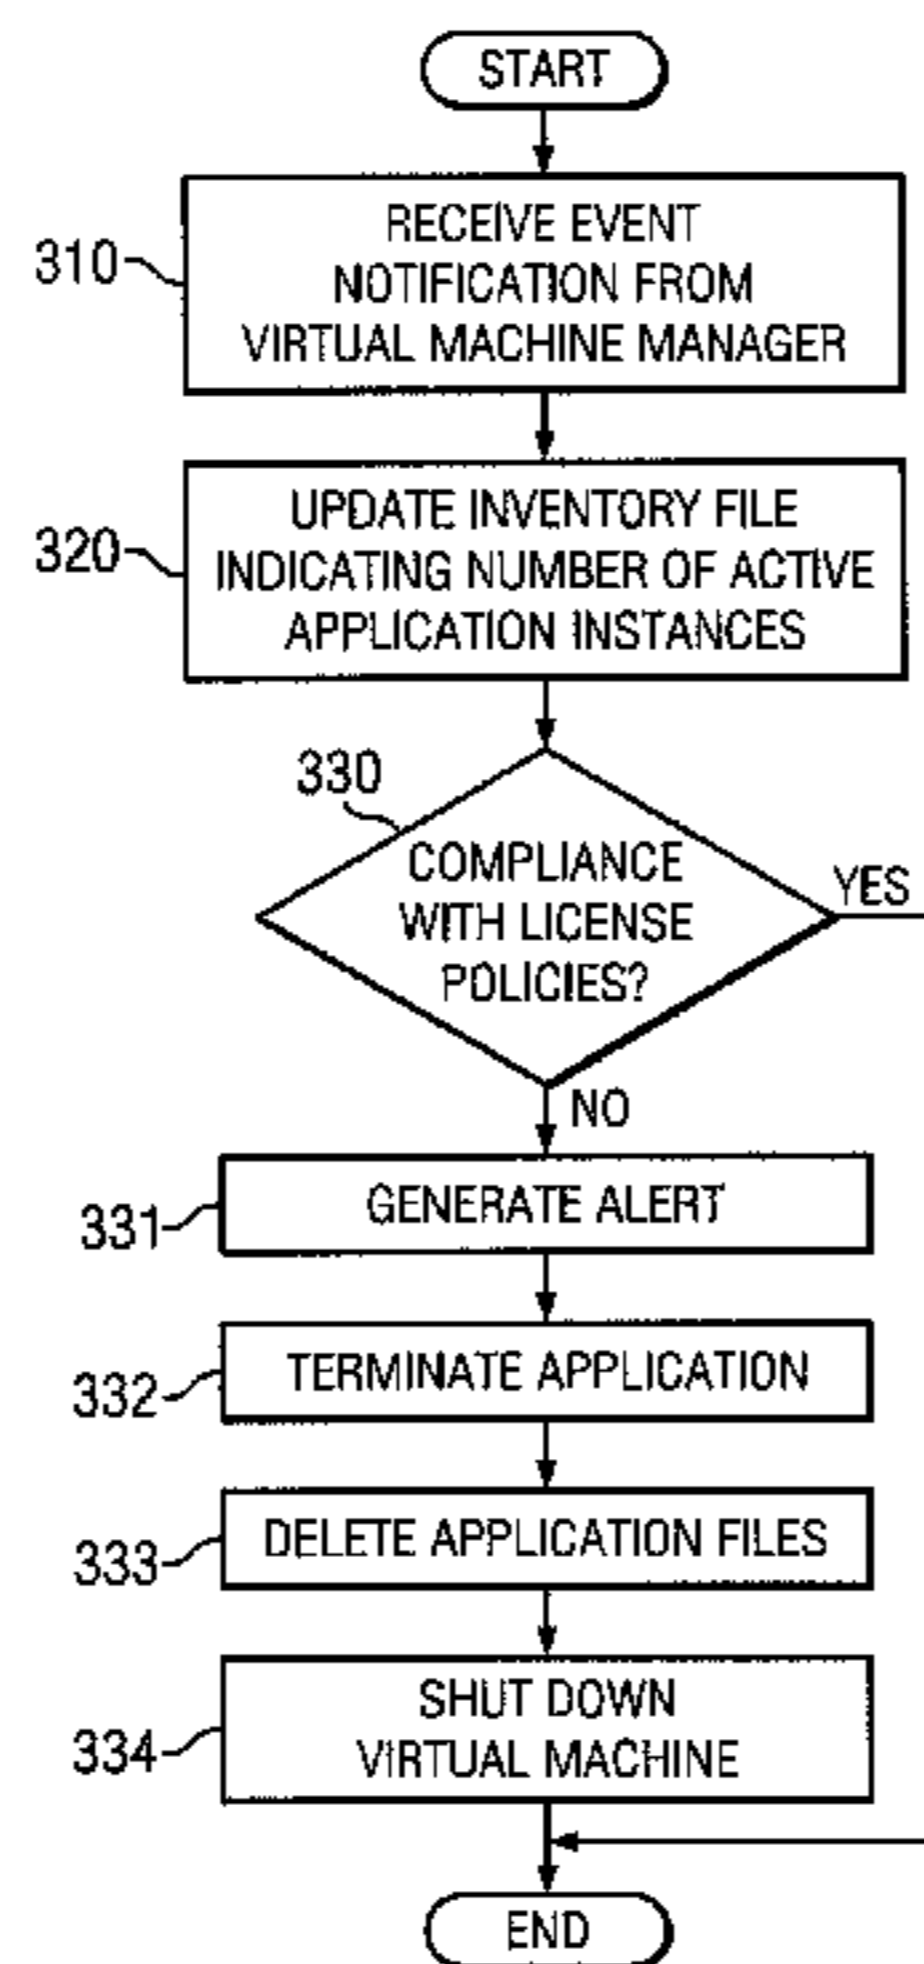 START
310
RECEIVE EVENT
NOTIFICATION FROM
VIRTUAL MACHINE MANAGER
320
UPDATE INVENTORY FILE
INDICATING NUMBER OF ACTIVE
APPLICATION INSTANCES
330
COMPLIANCE
WITH LICENSE
POLICIES?
YES
NO
331
GENERATE ALERT
332
TERMINATE APPLICATION
333
DELETE APPLICATION FILES
334
SHUT DOWN
VIRTUAL MACHINE
END